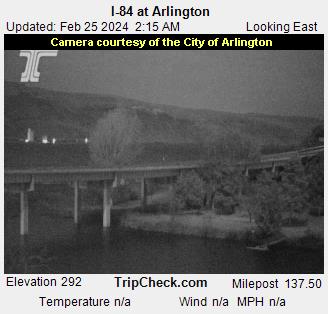 I-84 at Arlington
Updated: Feb 25 2024 2:15 AM Looking East
Camera courtesy of the City of Arlington
Elevation 292 TripCheck.com Milepost 137.50
Temperature n/a Wind n/a MPH n/a